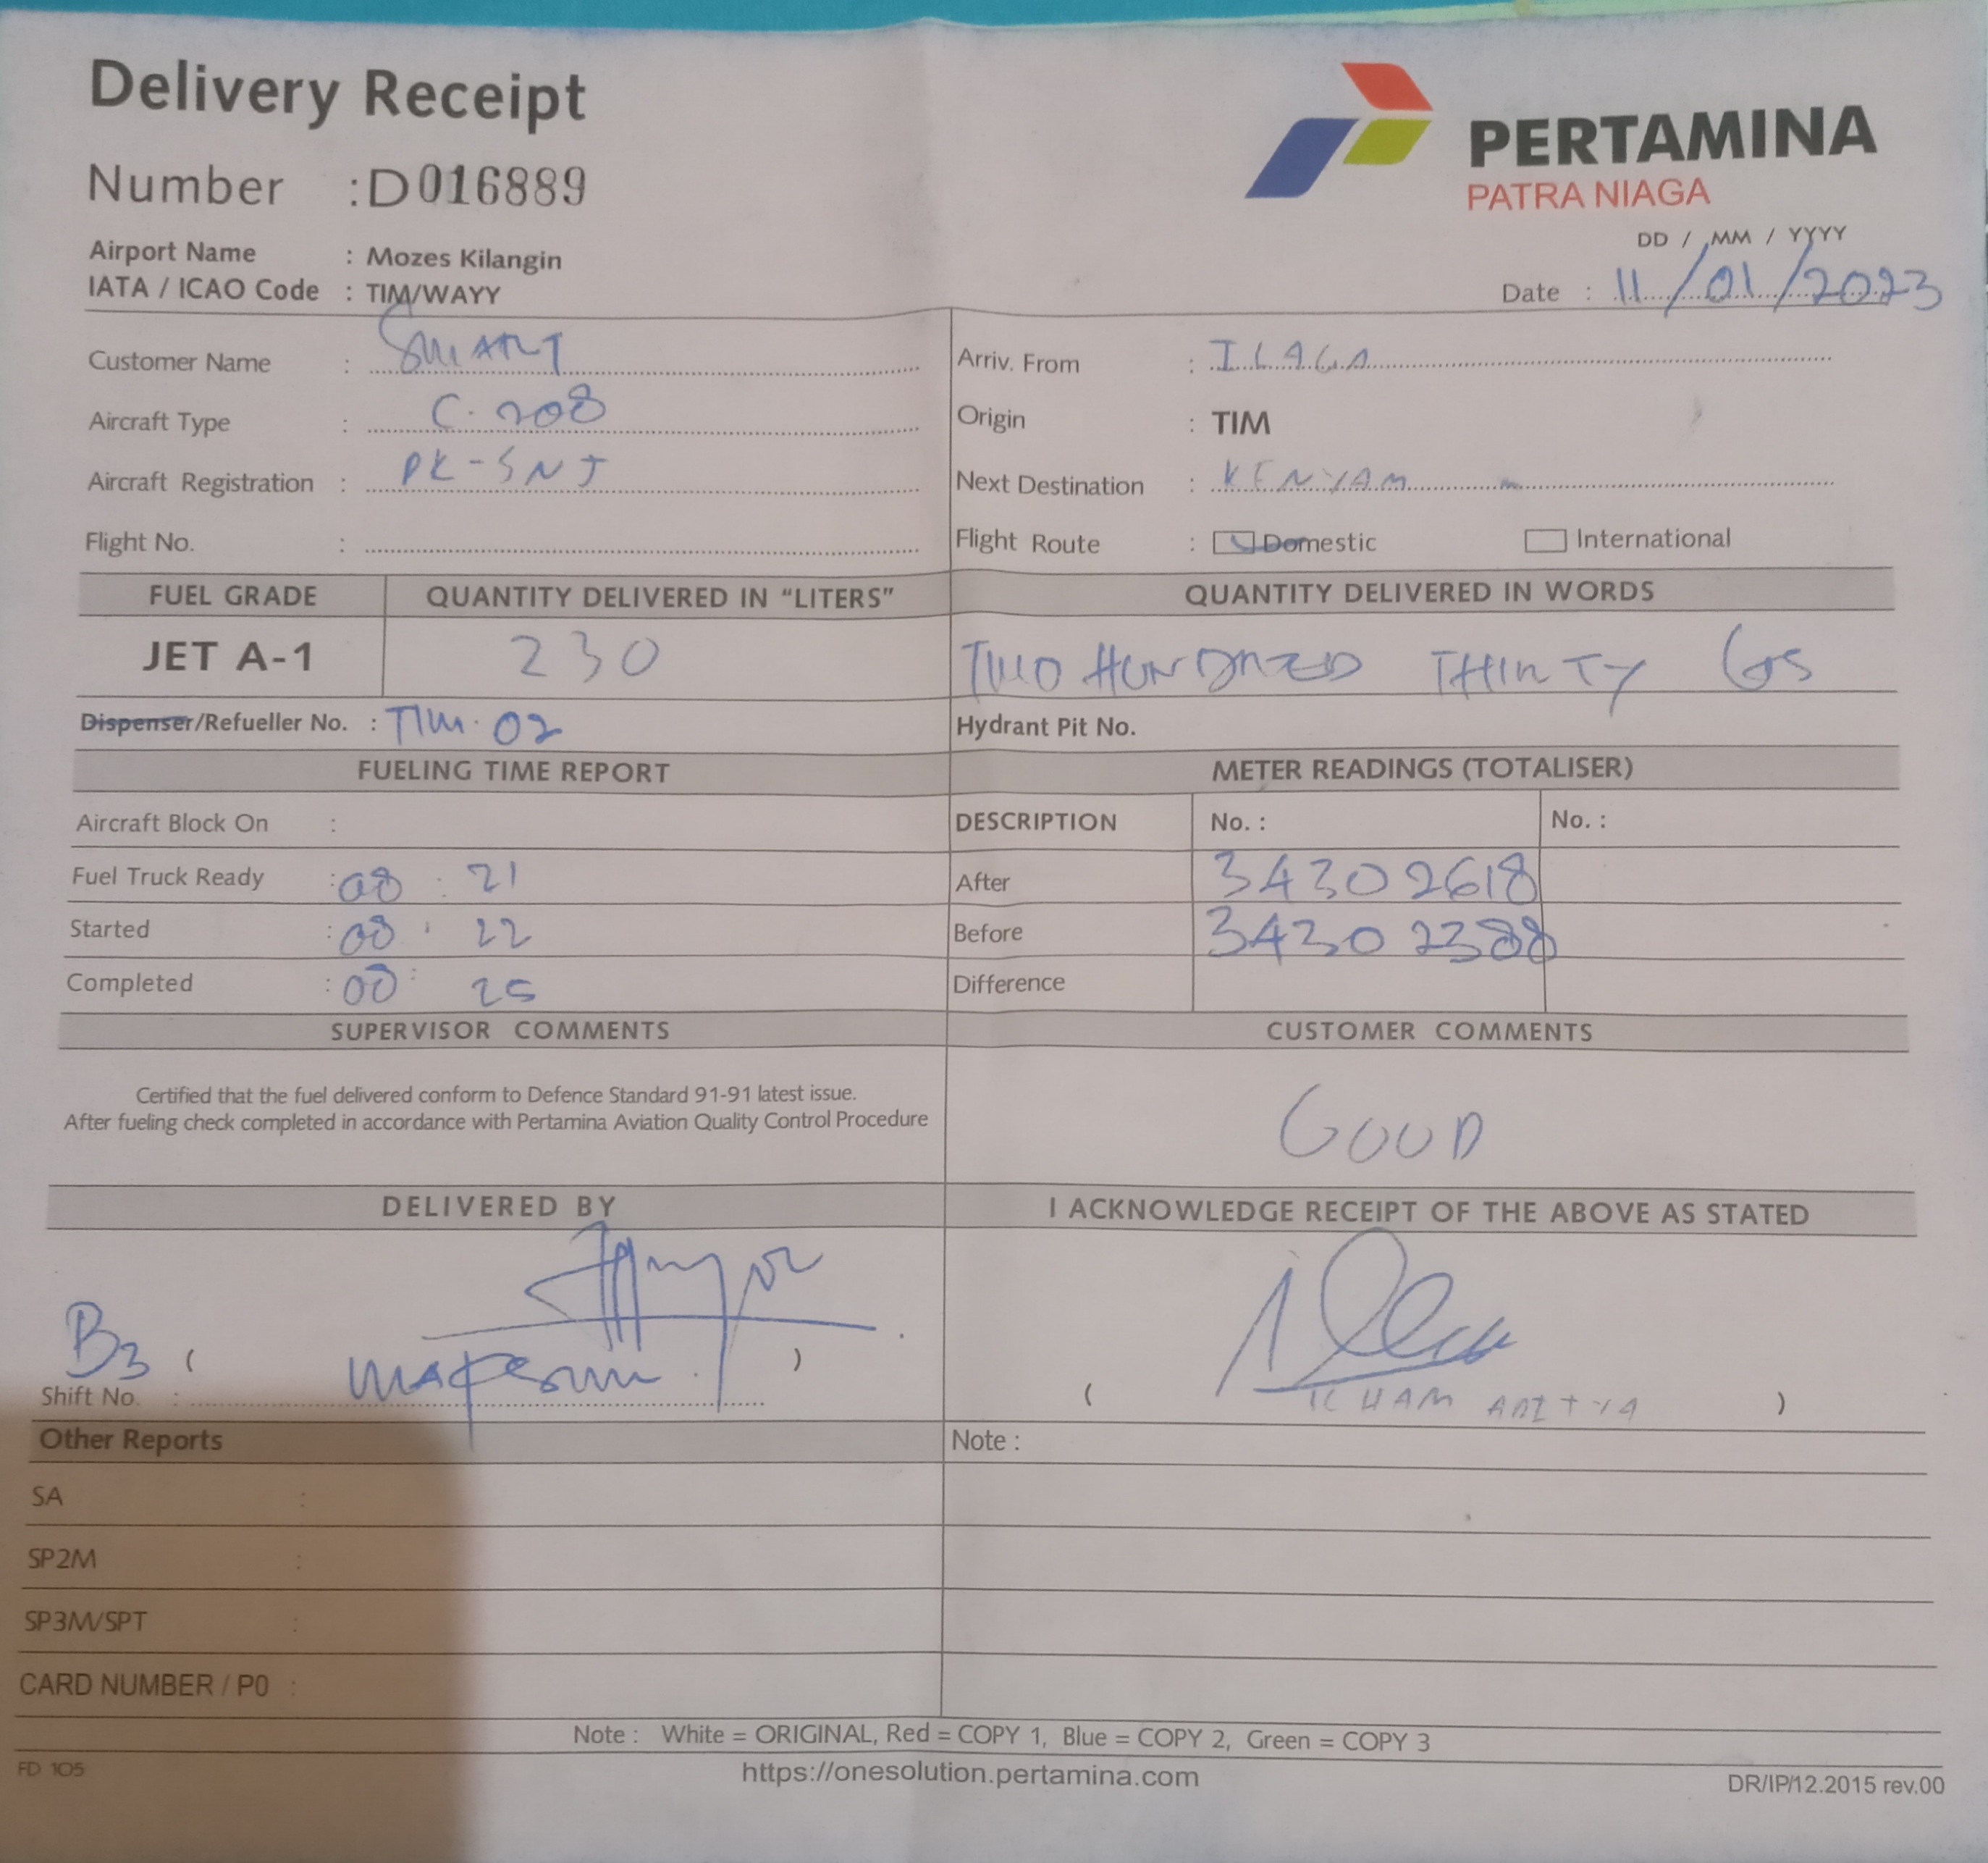 Delivery Receipt
PERTAMINA
PATRA NIAGA
Number :D016889
Airport Name : Mozes Kilangin
IATA / ICAO Code : TIM/WAYY
DD / MM / YYYY
Date : 11/01/2023
Customer Name : SMART
Arriv. From : ILAGA
Aircraft Type : C.208
Origin : TIM
Aircraft Registration : PK-SNJ
Next Destination : KENYAM
Flight No. :
Flight Route : Domestic International
FUEL GRADE QUANTITY DELIVERED IN "LITERS" QUANTITY DELIVERED IN WORDS
JET A-1 230 TWO HUNDRED THIRTY
Dispenser/Refueller No. : TIM.02 Hydrant Pit No.
FUELING TIME REPORT METER READINGS (TOTALISER)
Aircraft Block On : DESCRIPTION No. : No. :
Fuel Truck Ready : 08 : 21 After 34302618
Started : 08 : 22 Before 34302388
Completed : 08 : 25 Difference
SUPERVISOR COMMENTS CUSTOMER COMMENTS
Certified that the fuel delivered conform to Defence Standard 91-91 latest issue.
After fueling check completed in accordance with Pertamina Aviation Quality Control Procedure
GOOD
DELIVERED BY I ACKNOWLEDGE RECEIPT OF THE ABOVE AS STATED
B3 ( )
Shift No. :
( )
Other Reports Note :
SA :
SP2M :
SP3M/SPT :
CARD NUMBER / P0 :
Note : White = ORIGINAL, Red = COPY 1, Blue = COPY 2, Green = COPY 3
FD 105 https://onesolution.pertamina.com DR/IP/12.2015 rev.00